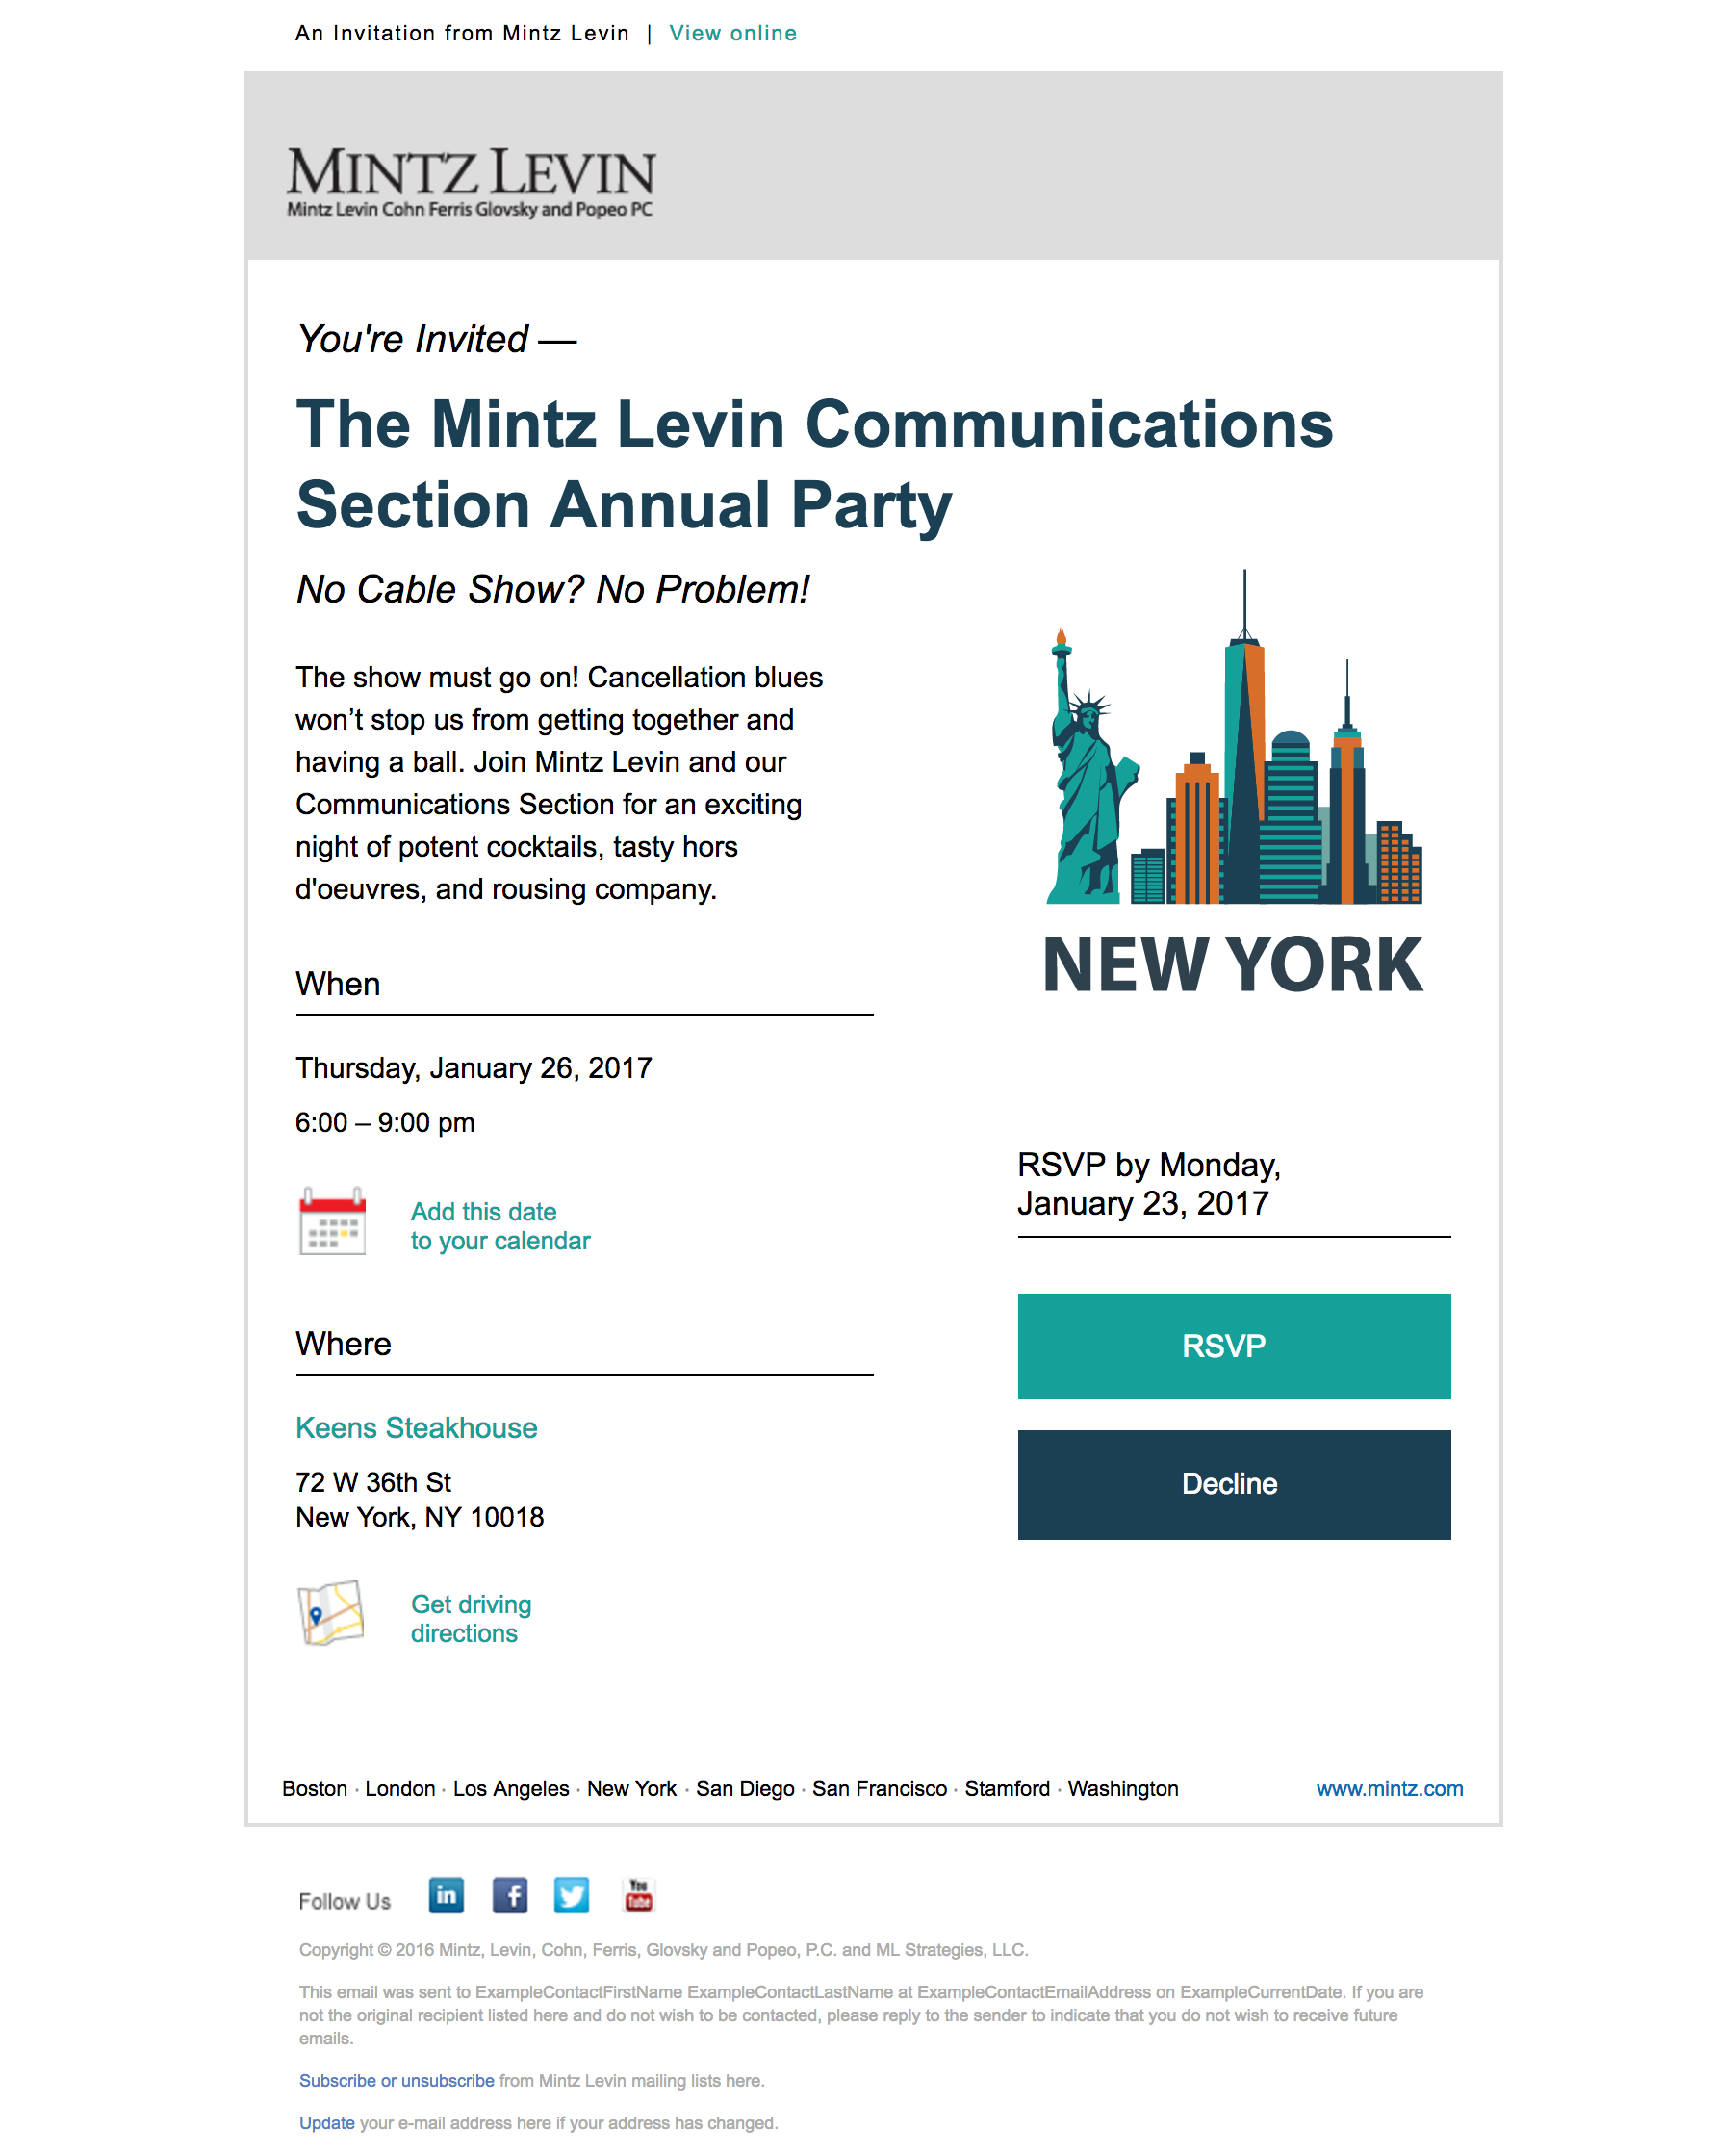 An Invitation from Mintz Levin | View online
MINTZ LEVIN
Mintz Levin Cohn Ferris Glovsky and Popeo PC
You're Invited —
The Mintz Levin Communications
Section Annual Party
No Cable Show? No Problem!
The show must go on! Cancellation blues
won’t stop us from getting together and
having a ball. Join Mintz Levin and our
Communications Section for an exciting
night of potent cocktails, tasty hors
d'oeuvres, and rousing company.
NEW YORK
When
Thursday, January 26, 2017
6:00 – 9:00 pm
Add this date
to your calendar
RSVP by Monday,
January 23, 2017
RSVP
Decline
Where
Keens Steakhouse
72 W 36th St
New York, NY 10018
Get driving
directions
Boston · London · Los Angeles · New York · San Diego · San Francisco · Stamford · Washington www.mintz.com
Follow Us in f You Tube
Copyright © 2016 Mintz, Levin, Cohn, Ferris, Glovsky and Popeo, P.C. and ML Strategies, LLC.
This email was sent to ExampleContactFirstName ExampleContactLastName at ExampleContactEmailAddress on ExampleCurrentDate. If you are
not the original recipient listed here and do not wish to be contacted, please reply to the sender to indicate that you do not wish to receive future
emails.
Subscribe or unsubscribe from Mintz Levin mailing lists here.
Update your e-mail address here if your address has changed.